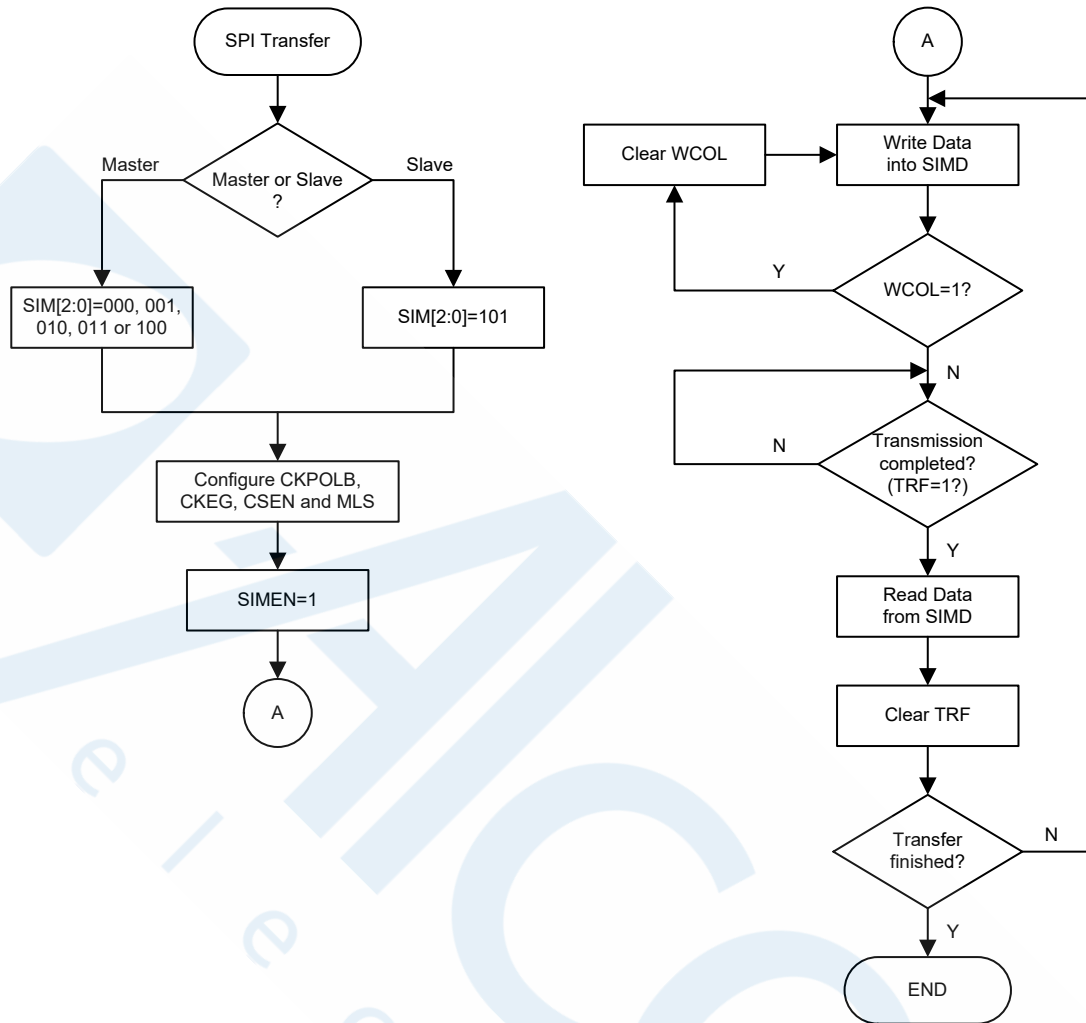 SPI Transfer
Master
Slave
Master or Slave
?
SIM[2:0]=000, 001,
010, 011 or 100
SIM[2:0]=101
Configure CKPOLB,
CKEG, CSEN and MLS
SIMEN=1
A
A
Clear WCOL
Write Data
into SIMD
Y
WCOL=1?
N
N
Transmission
completed?
(TRF=1?)
Y
Read Data
from SIMD
Clear TRF
Transfer
finished?
N
Y
END